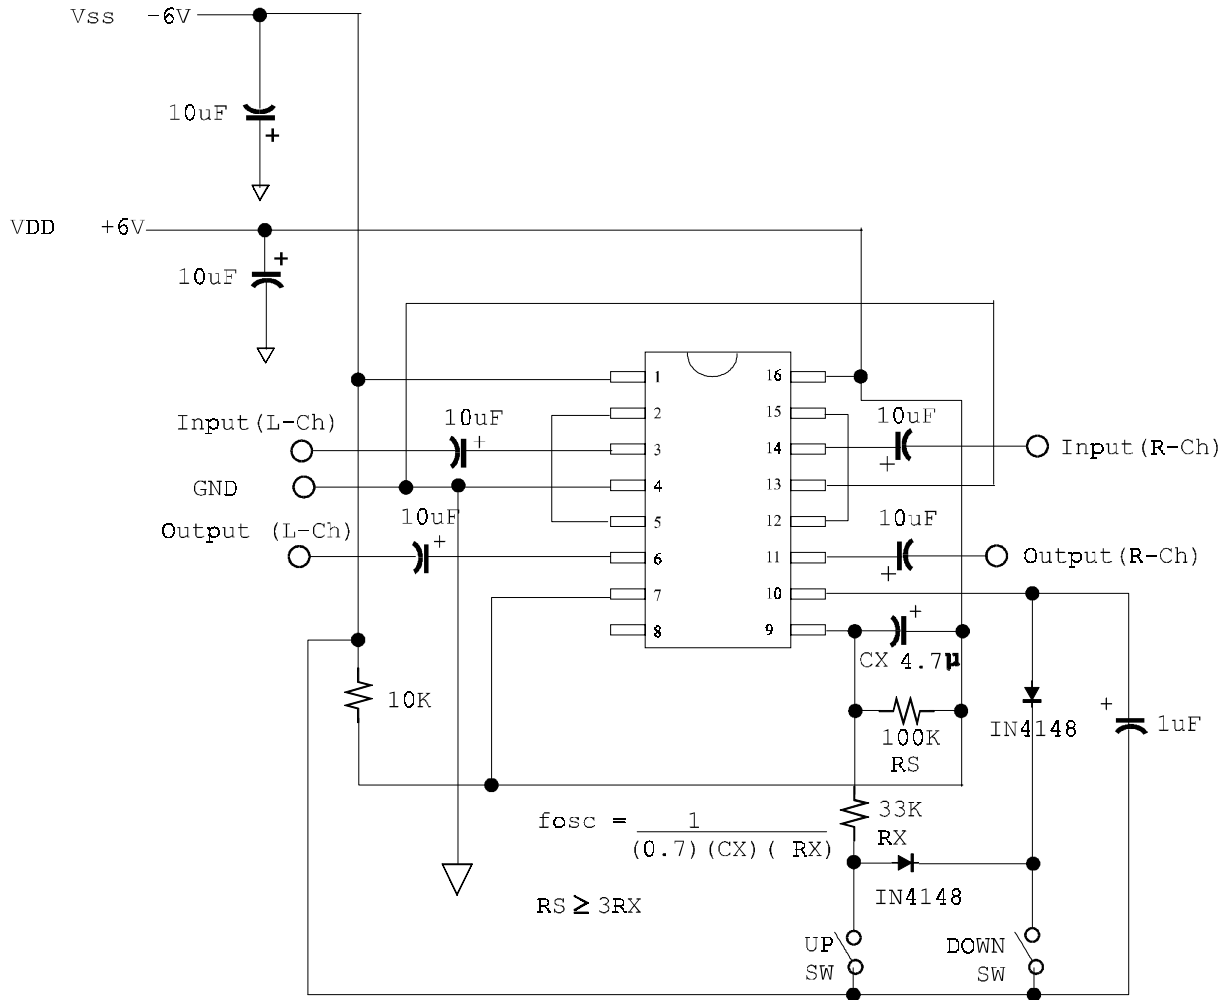 Vss -6V
10uF
+
VDD +6V
+
10uF
1 16
2 15
3 14
4 13
5 12
6 11
7 10
8 9
Input(L-Ch)
10uF
+
GND
10uF
Output (L-Ch)
+
10uF
+
Input(R-Ch)
10uF
+
Output(R-Ch)
+
CX 4.7µ
10K
100K
RS
IN4148
+
1uF
fosc = 1
(0.7)(CX)( RX)
33K
RX
RS ≥ 3RX
IN4148
UP
SW
DOWN
SW